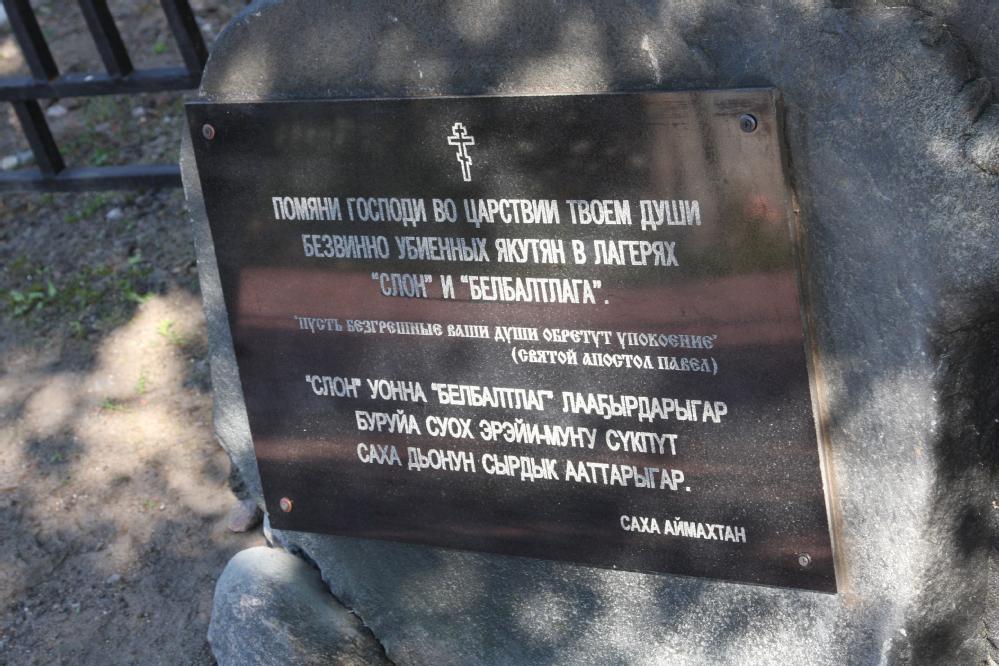 ПОМЯНИ ГОСПОДИ ВО ЦАРСТВИИ ТВОЕМ ДУШИ
БЕЗВИННО УБИЕННЫХ ЯКУТЯН В ЛАГЕРЯХ
"СЛОН" И "БЕЛБАЛТЛАГА".
"ПУСТЬ БЕЗГРЕШНЫЕ ВАШИ ДУШИ ОБРЕТУТ УПОКОЕНИЕ"
(СВЯТОЙ АПОСТОЛ ПАВЕЛ)
"СЛОН" УОННА "БЕЛБАЛТЛАГ" ЛААҔЫРДАРЫГАР
БУРУЙА СУОХ ЭРЭЙИ-МУҤУ СҮКПҮТ
САХА ДЬОНУН СЫРДЫК ААТТАРЫГАР.
САХА АЙМАХТАН